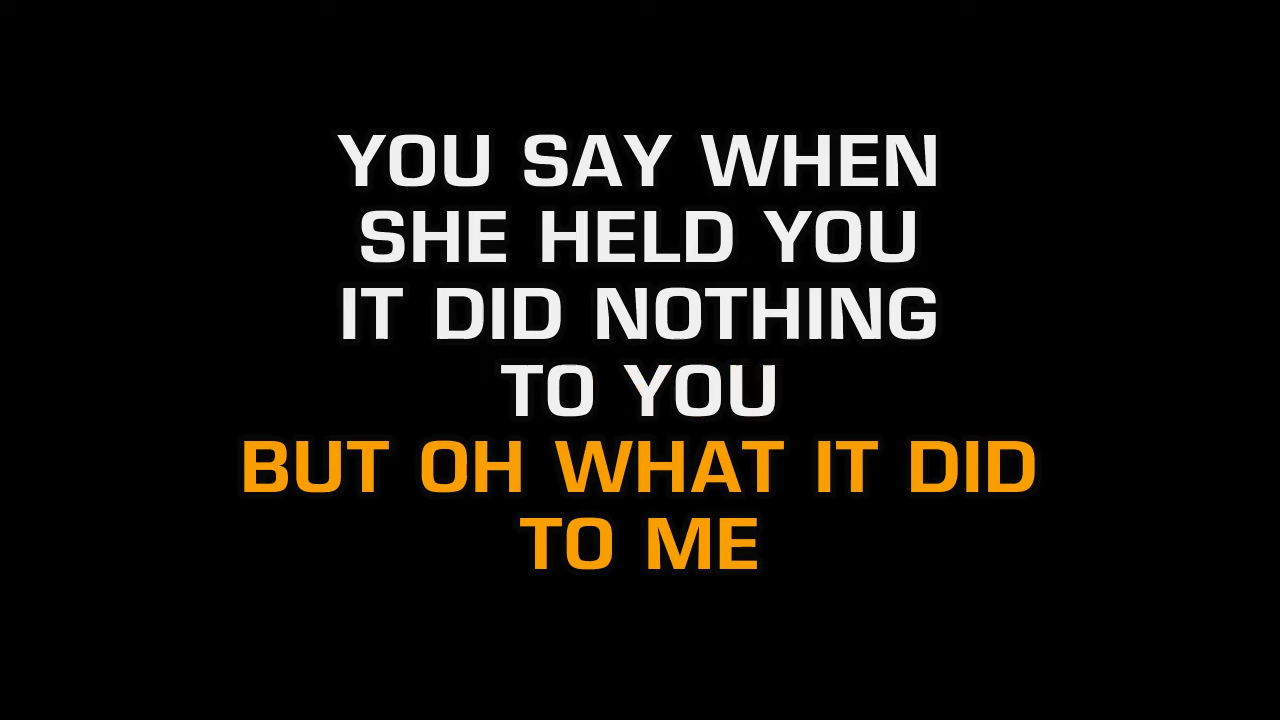 YOU SAY WHEN
SHE HELD YOU
IT DID NOTHING
TO YOU
BUT OH WHAT IT DID
TO ME